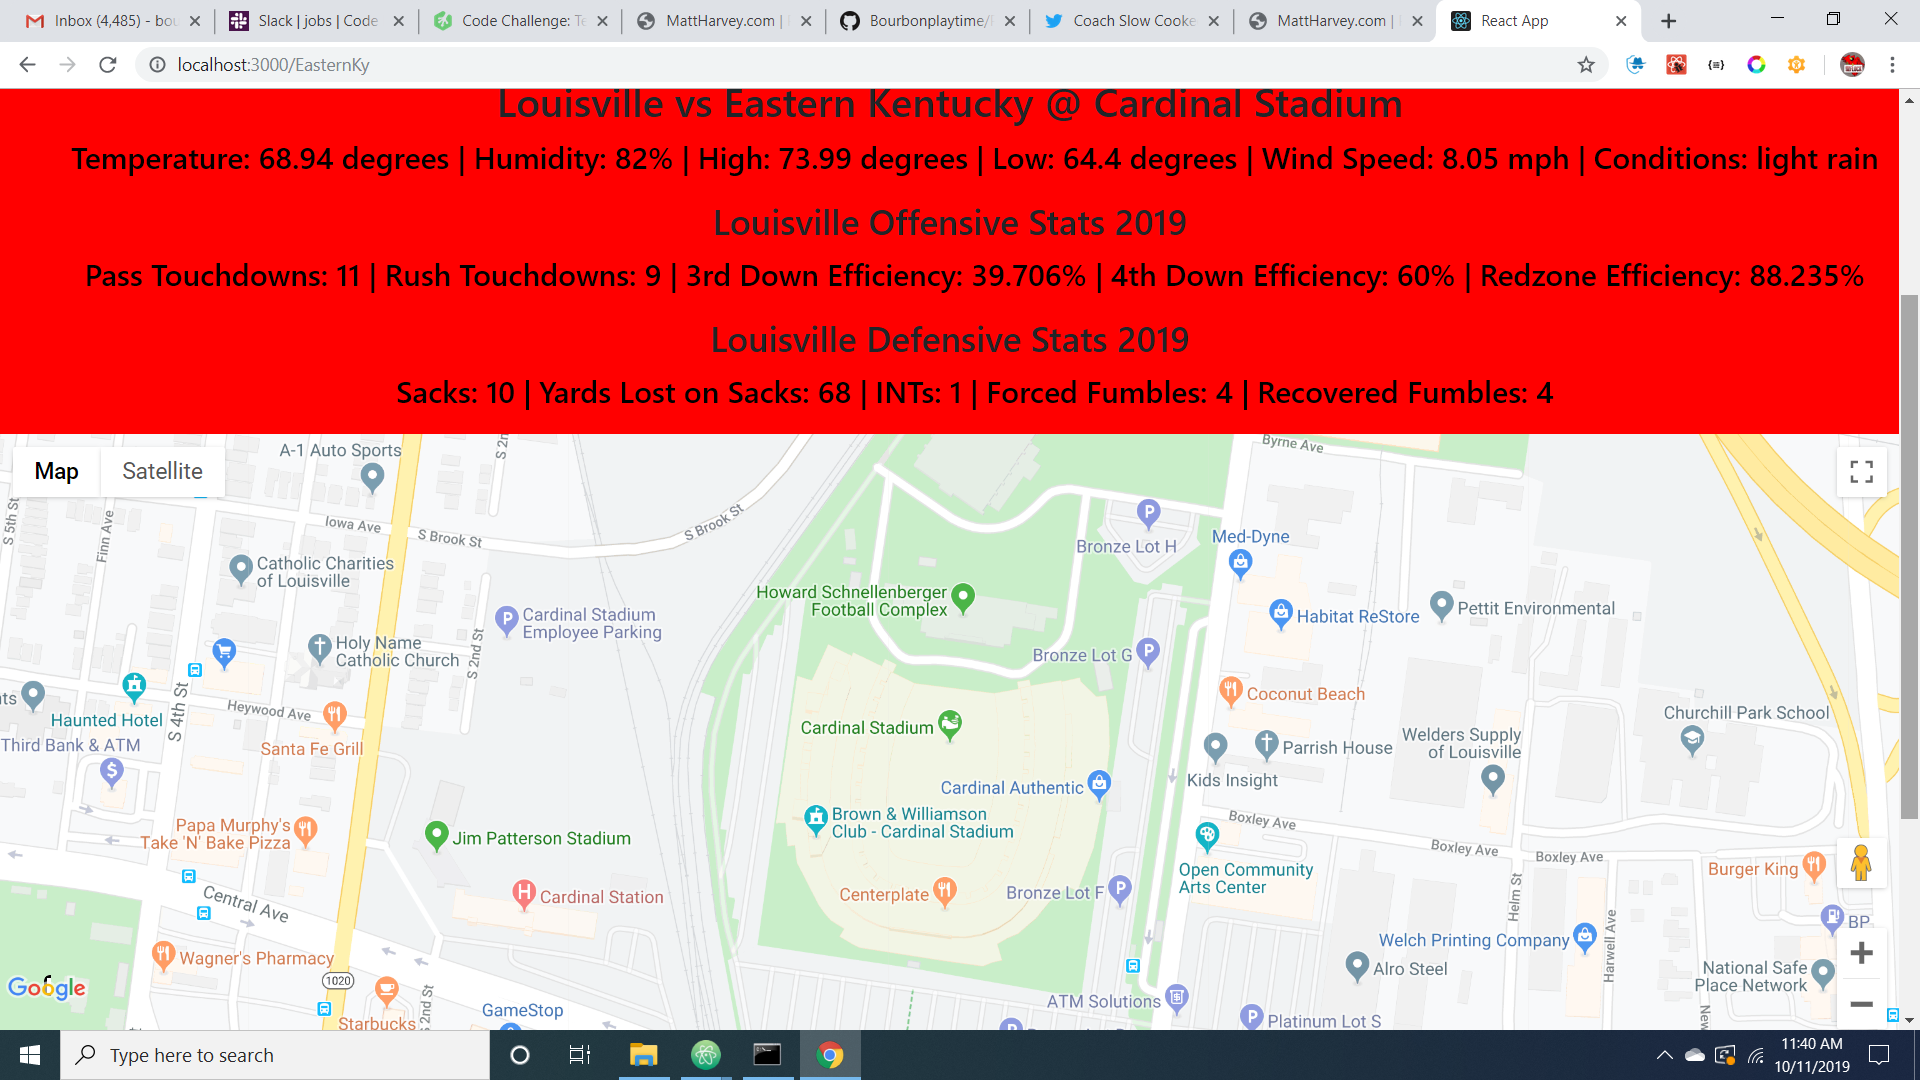 Inbox (4,485) - bou
Slack | jobs | Code
Code Challenge: Te
MattHarvey.com |
Bourbonplaytime/
Coach Slow Cooke
MattHarvey.com |
React App
localhost:3000/EasternKy
Louisville vs Eastern Kentucky @ Cardinal Stadium
Temperature: 68.94 degrees | Humidity: 82% | High: 73.99 degrees | Low: 64.4 degrees | Wind Speed: 8.05 mph | Conditions: light rain
Louisville Offensive Stats 2019
Pass Touchdowns: 11 | Rush Touchdowns: 9 | 3rd Down Efficiency: 39.706% | 4th Down Efficiency: 60% | Redzone Efficiency: 88.235%
Louisville Defensive Stats 2019
Sacks: 10 | Yards Lost on Sacks: 68 | INTs: 1 | Forced Fumbles: 4 | Recovered Fumbles: 4
Map
Satellite
A-1 Auto Sports
S 2n
Byrne Ave
S 5th St
Finn Ave
Iowa Ave
S Brook St
S Brook St
Bronze Lot H
Med-Dyne
Catholic Charities
of Louisville
Howard Schnellenberger
Football Complex
Cardinal Stadium
Employee Parking
Habitat ReStore
Pettit Environmental
Holy Name
Catholic Church
S 2nd St
Bronze Lot G
Coconut Beach
nts
Haunted Hotel
S 4th St
Heywood Ave
Santa Fe Grill
Third Bank & ATM
Cardinal Stadium
Churchill Park School
Welders Supply
of Louisville
Parrish House
Kids Insight
Cardinal Authentic
Brown & Williamson
Club - Cardinal Stadium
Papa Murphy's
Take 'N' Bake Pizza
Jim Patterson Stadium
Boxley Ave
Boxley Ave
Boxley Ave
Open Community
Arts Center
Burger King
Centerplate
Bronze Lot F
Cardinal Station
Central Ave
Helm St
Harwell Ave
BP
Welch Printing Company
Wagner's Pharmacy
Alro Steel
National Safe
Place Network
1020
Google
S 2nd St
ATM Solutions
GameStop
Starbucks
Platinum Lot S
New
Type here to search
11:40 AM
10/11/2019